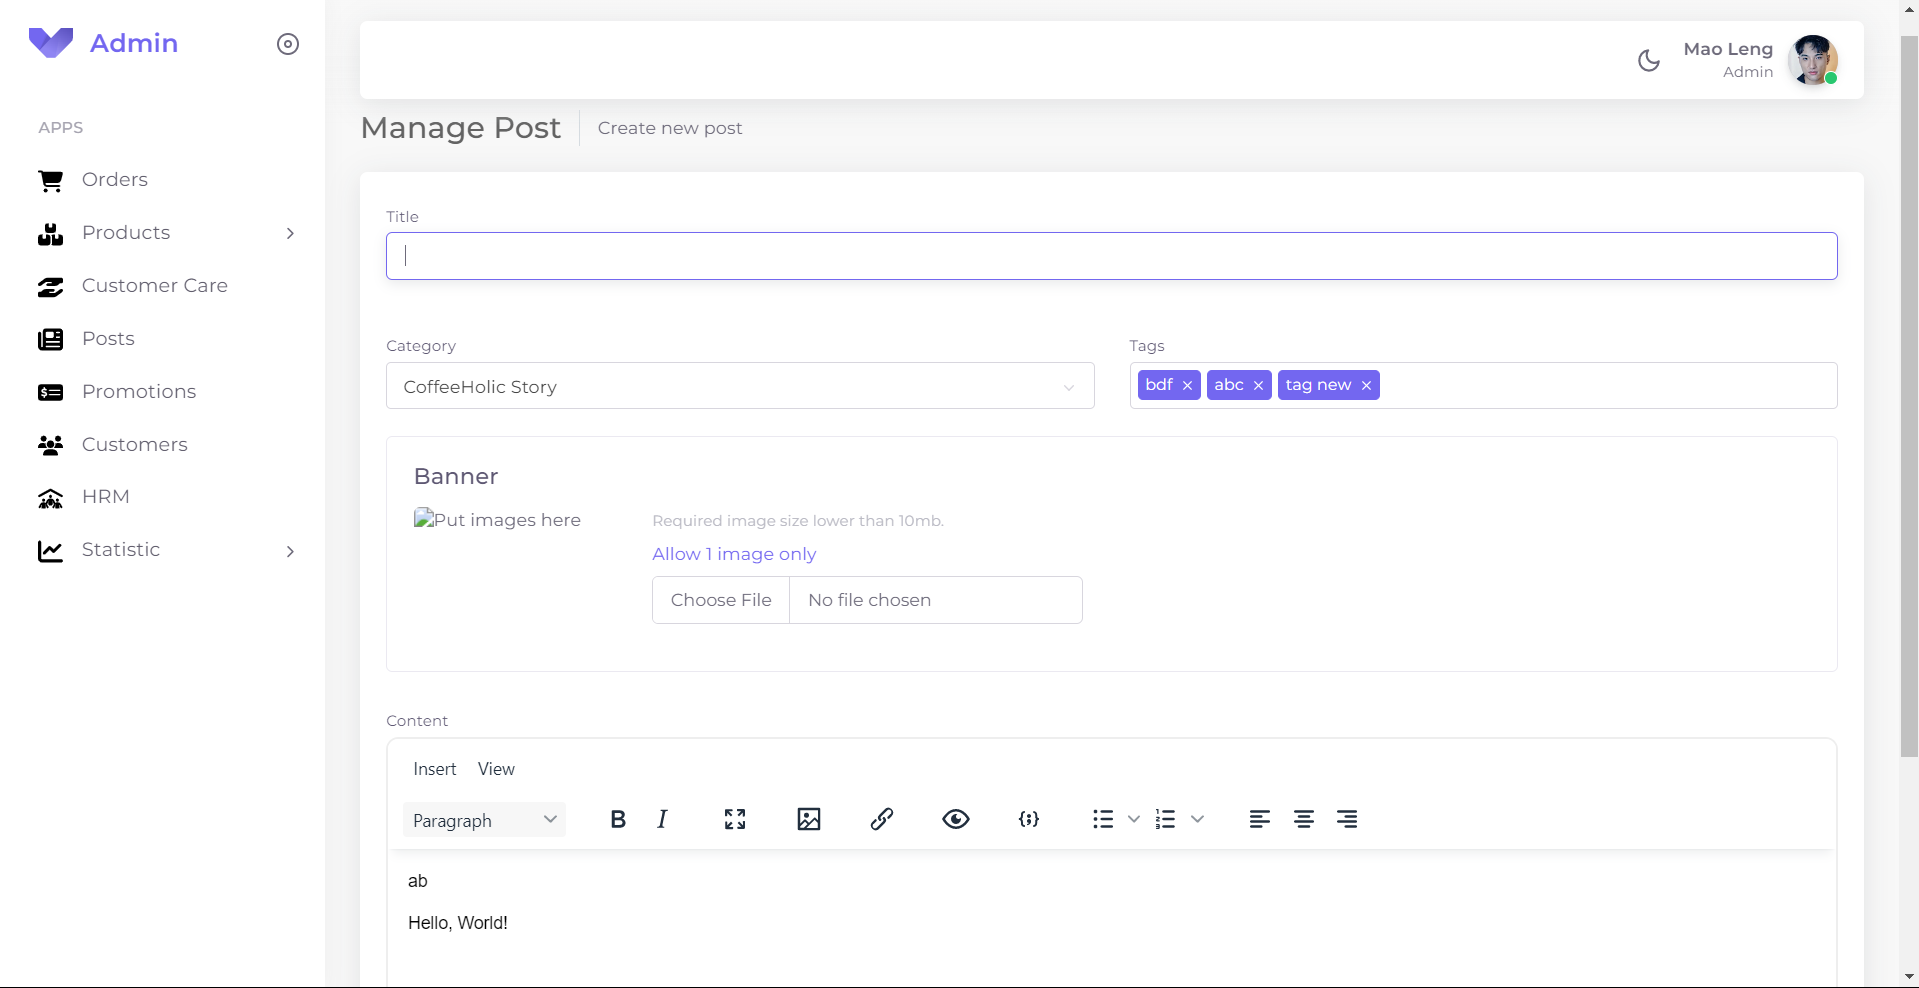 Admin
APPS
Orders
Products
Customer Care
Posts
Promotions
Customers
HRM
Statistic
Mao Leng
Admin
Manage Post
Create new post
Title
Category
CoffeeHolic Story
Tags
bdf × abc × tag new ×
Banner
Put images here
Required image size lower than 10mb.
Allow 1 image only
Choose File No file chosen
Content
Insert View
Paragraph B I
ab
Hello, World!